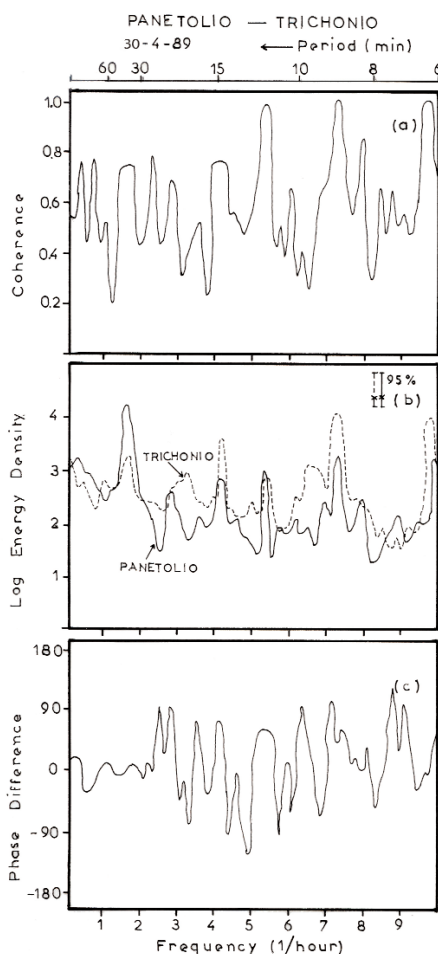 PANETOLIO — TRICHONIO
30-4-89 ← Period (min)
60 30 15 10 8 6
(a)
1.0
0.8
0.6
0.4
0.2
Coherence
95%
(b)
4
3
2
1
TRICHONIO
PANETOLIO
Log Energy Density
(c)
180
90
0
-90
-180
Phase Difference
1 2 3 4 5 6 7 8 9
Frequency (1/hour)